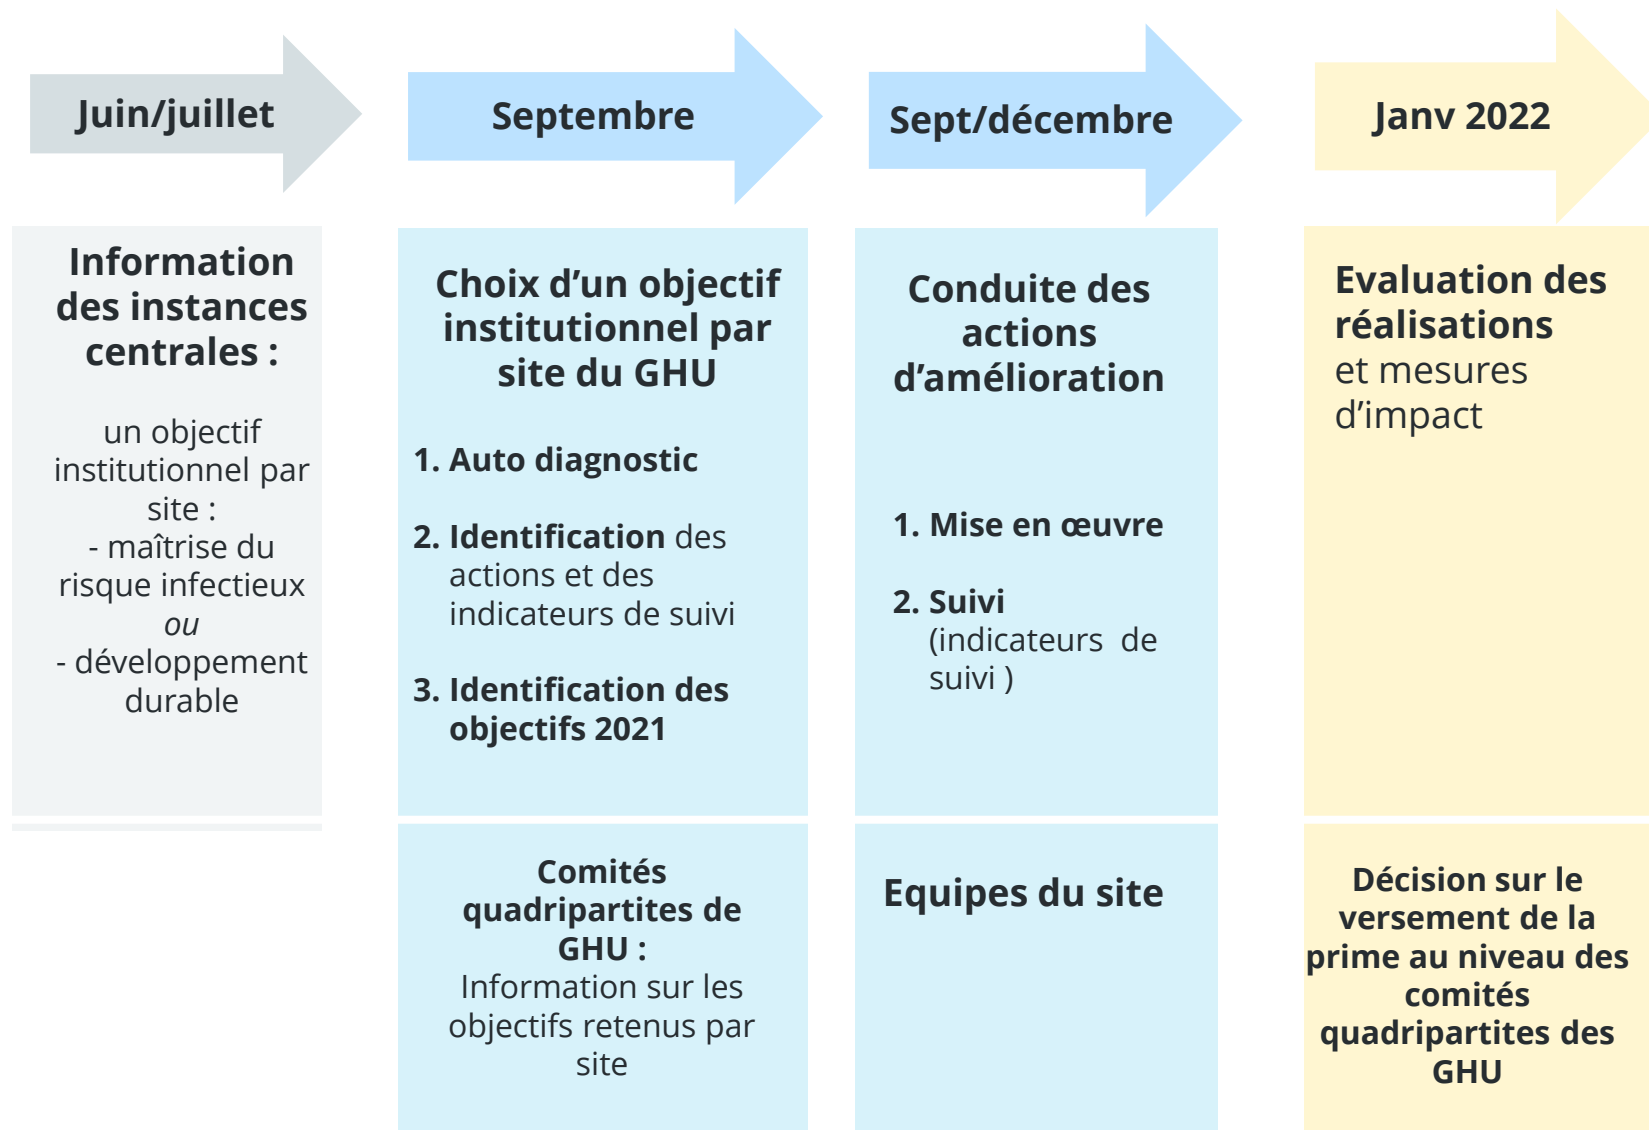 Juin/juillet
Septembre
Sept/décembre
Janv 2022
Information
des instances
centrales :
un objectif
institutionnel par
site :
- maîtrise du
risque infectieux
ou
- développement
durable
Choix d’un objectif
institutionnel par
site du GHU
1. Auto diagnostic
2. Identification des
actions et des
indicateurs de suivi
3. Identification des
objectifs 2021
Conduite des
actions
d’amélioration
1. Mise en œuvre
2. Suivi
(indicateurs de
suivi )
Evaluation des
réalisations
et mesures
d’impact
Comités
quadripartites de
GHU :
Information sur les
objectifs retenus par
site
Equipes du site
Décision sur le
versement de la
prime au niveau des
comités
quadripartites des
GHU